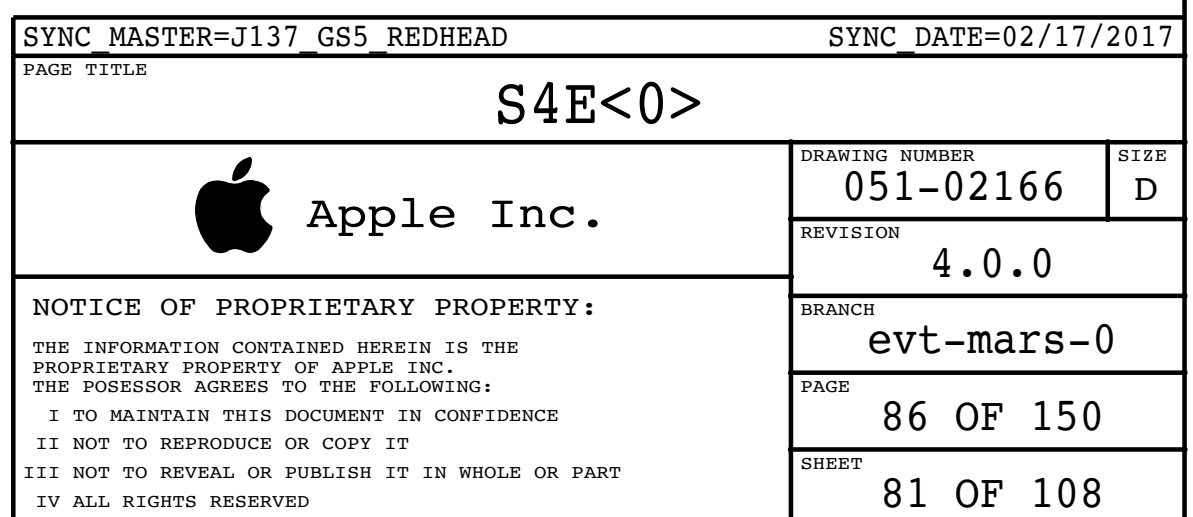 SYNC_MASTER=J137_GS5_REDHEAD SYNC_DATE=02/17/2017
PAGE TITLE
S4E<0>
Apple Inc.
DRAWING NUMBER
051-02166
SIZE
D
REVISION
4.0.0
BRANCH
evt-mars-0
PAGE
86 OF 150
SHEET
81 OF 108
NOTICE OF PROPRIETARY PROPERTY:
THE INFORMATION CONTAINED HEREIN IS THE
PROPRIETARY PROPERTY OF APPLE INC.
THE POSESSOR AGREES TO THE FOLLOWING:
I TO MAINTAIN THIS DOCUMENT IN CONFIDENCE
II NOT TO REPRODUCE OR COPY IT
III NOT TO REVEAL OR PUBLISH IT IN WHOLE OR PART
IV ALL RIGHTS RESERVED